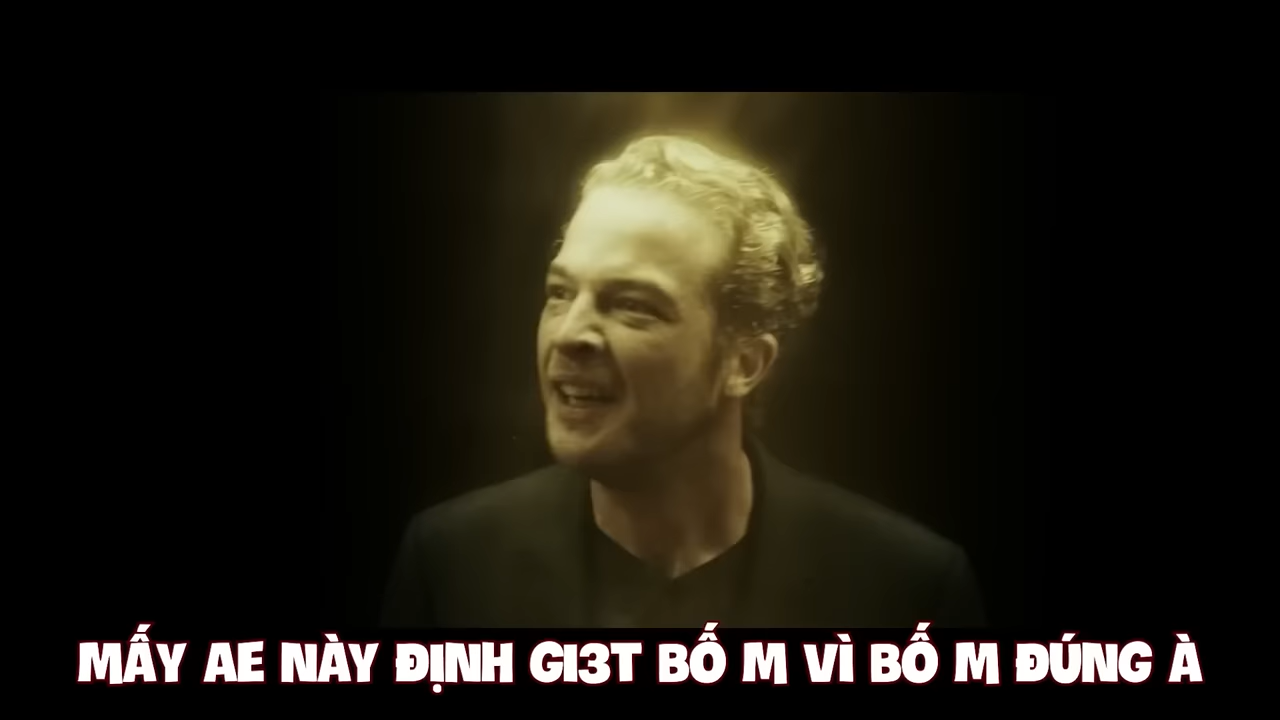 MẤY AE NÀY ĐỊNH GI3T BỐ M VÌ BỐ M ĐÚNG À